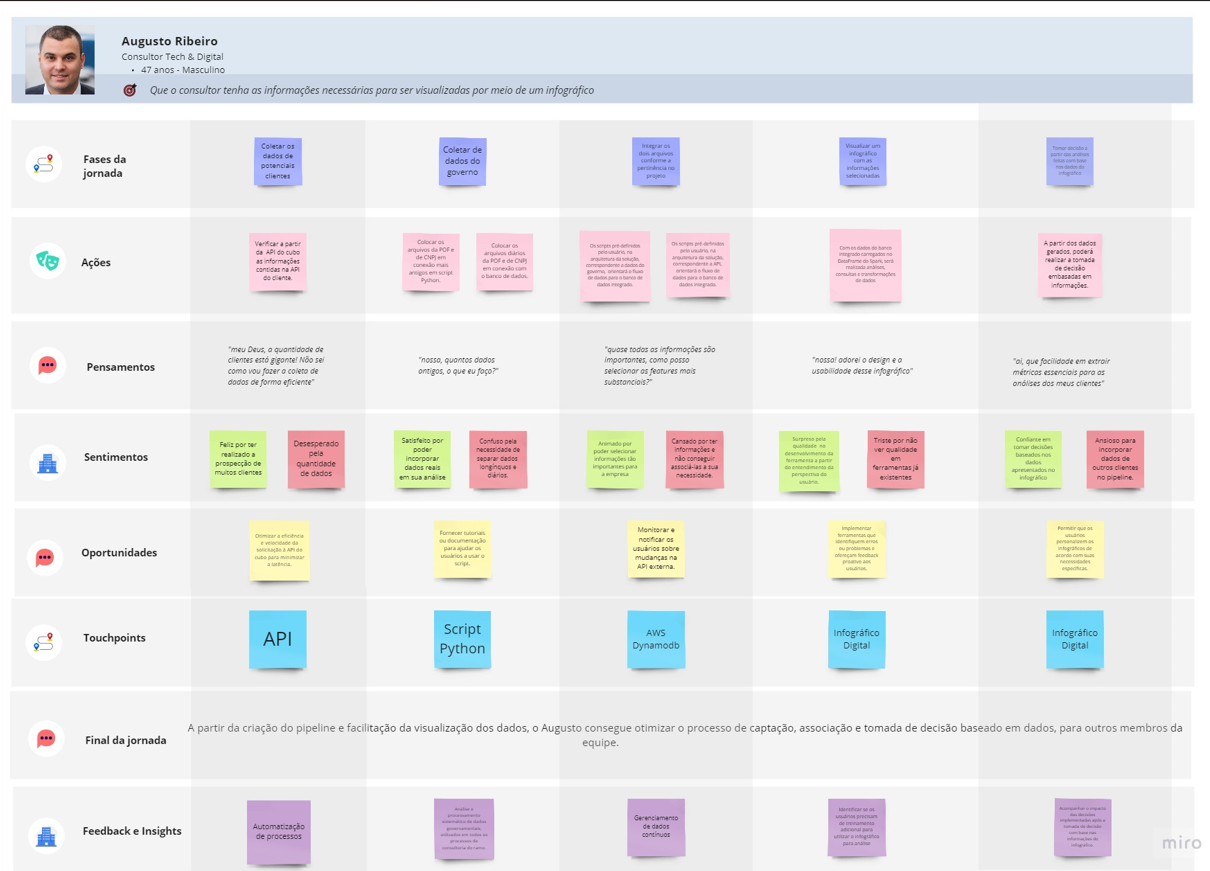 Augusto Ribeiro
Consultor Tech & Digital
• 47 anos - Masculino
Que o consultor tenha as informações necessárias para ser visualizadas por meio de um infográfico
Fases da
jornada
Coletar os
dados de
potenciais
clientes
Coletar de
dados do
governo
Integrar os
dois arquivos
conforme a
pertinência no
projeto
Visualizar um
infográfico
com as
informações
selecionadas
Tomar decisão a
partir das análises
feitas com base
nos dados do
infográfico
Ações
Verificar a partir
da API do cubo
as informações
contidas na API
do cliente.
Colocar os
arquivos da POF e
de CNPJ em
conexão mais
amigos em script
Python.
Colocar os
arquivos diários
da POF e de CNPJ
em conexão com
o banco de dados.
Os scripts pré-definidos
pelo usuário, na
arquitetura da solução,
correspondente a dados do
governo, orientará o fluxo
de dados para o banco de
dados integrado.
Os scripts pré-definidos
pelo usuário, na
arquitetura da solução,
correspondente a API,
orientará o fluxo de
dados para o banco de
dados integrado.
Com os dados do banco
integrado carregados no
DataFrame do Spark, será
realizada análises,
consultas e transformações
de dados
A partir dos dados
gerados, poderá
realizar a tomada
de decisão
embasadas em
informações.
Pensamentos
"meu Deus, a quantidade de
clientes está gigante! Não sei
como vou fazer a coleta de
dados de forma eficiente"
"nossa, quantos dados
antigos, o que eu faço?"
"quase todas as informações são
importantes, como posso
selecionar as features mais
substanciais?"
"nossa! adorei o design e a
usabilidade desse infográfico"
"ai, que facilidade em extrair
métricas essenciais para as
análises dos meus clientes"
Sentimentos
Feliz por ter
realizado a
prospecção de
muitos clientes
Desesperado
pela
quantidade
de dados
Satisfeito por
poder
incorporar
dados reais
em sua análise
Confuso pela
necessidade de
separar dados
longínquos e
diários.
Animado por
poder selecionar
informações tão
importantes para
a empresa
Cansado por ter
informações e
não conseguir
associá-las a sua
necessidade.
Surpreso pela
qualidade no
desenvolvimento da
ferramenta a partir
do entendimento da
perspectiva do
usuário.
Triste por não
ver qualidade
em
ferramentas já
existentes
Confiante em
tomar decisões
baseados nos
dados
apresentados no
infográfico
Ansioso para
incorporar
dados de
outros clientes
no pipeline.
Oportunidades
Otimizar a eficiência
e velocidade da
solicitação à API do
cubo para minimizar
a latência.
Fornecer tutoriais
ou documentação
para ajudar os
usuários a usar o
script.
Monitorar e
notificar os
usuários sobre
mudanças na
API externa.
Implementar
ferramentas que
identifiquem erros
ou problemas e
ofereçam feedback
proativo aos
usuários.
Permitir que os
usuários
personalizem os
infográficos de
acordo com suas
necessidades
específicas.
Touchpoints
API
Script
Python
AWS
Dynamodb
Infográfico
Digital
Infográfico
Digital
Final da jornada
A partir da criação do pipeline e facilitação da visualização dos dados, o Augusto consegue otimizar o processo de captação, associação e tomada de decisão baseado em dados, para outros membros da
equipe.
Feedback e Insights
Automatização
de processos
Análise e
processamento
automático de dados
governamentais,
utilizados em todos os
processos de
consultoria do ramo.
Gerenciamento
de dados
contínuos
Identificar se os
usuários precisam
de treinamento
adicional para
utilizar o infográfico
para análise
Acompanhar o impacto
das decisões
implementadas após a
tomada de decisão
com base nas
informações do
infográfico.
miro